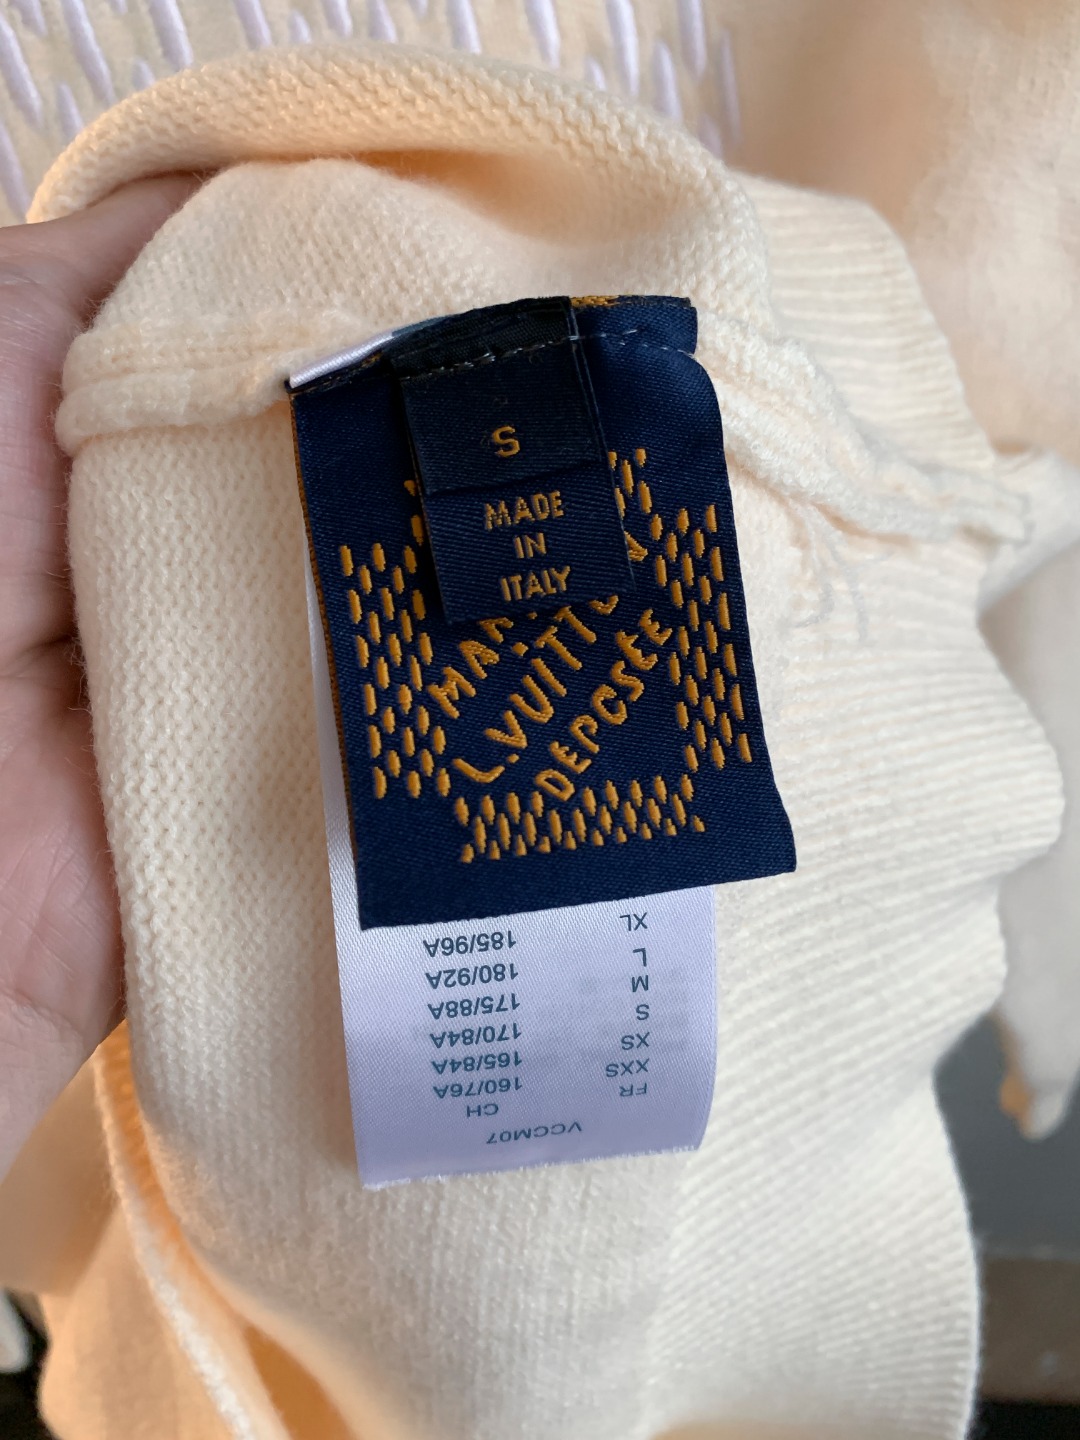 S
MADE
IN
ITALY
L.VUITTON
DEPOSEE
VCCM07
FR CH
XXS 160/76A
XS 165/84A
S 170/84A
M 175/88A
L 180/92A
XL 185/96A